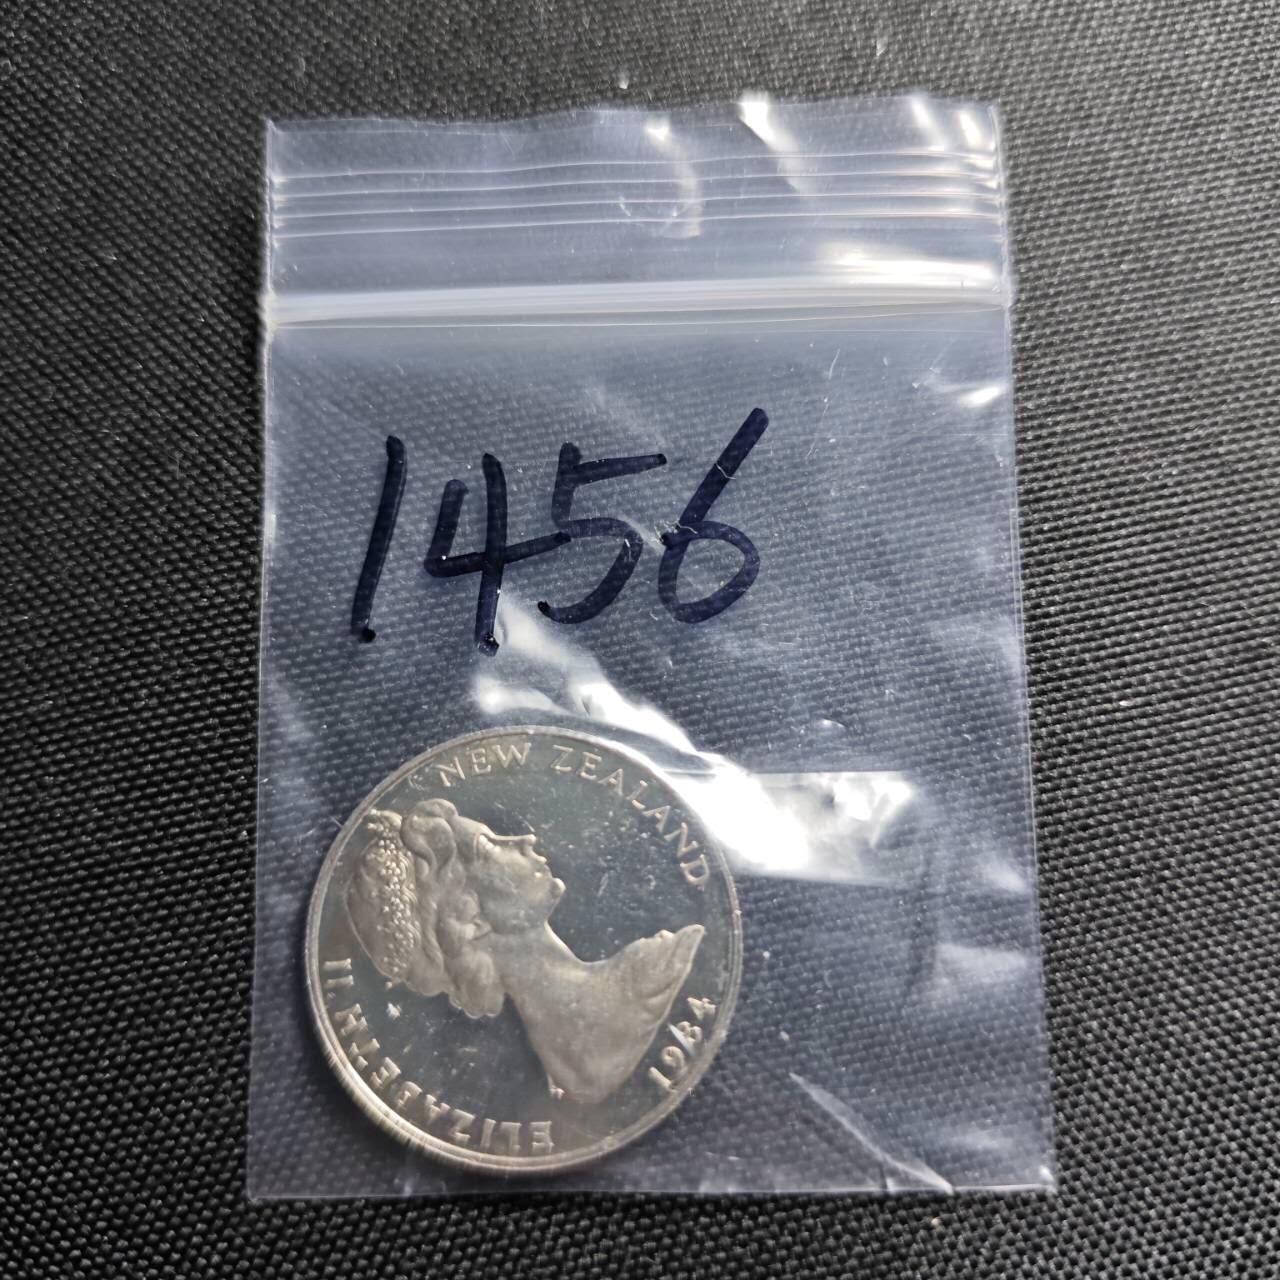 1456
ELIZABETH II. NEW ZEALAND 1984